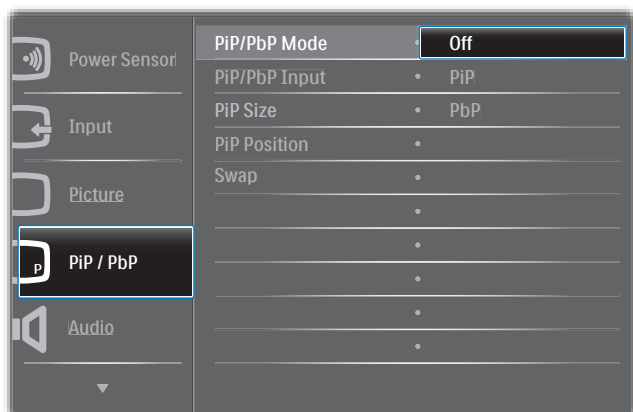 Power Sensor
Input
Picture
P
PiP / PbP
Audio
PiP/PbP Mode
Off
PiP/PbP Input
PiP
PiP Size
PbP
PiP Position
Swap